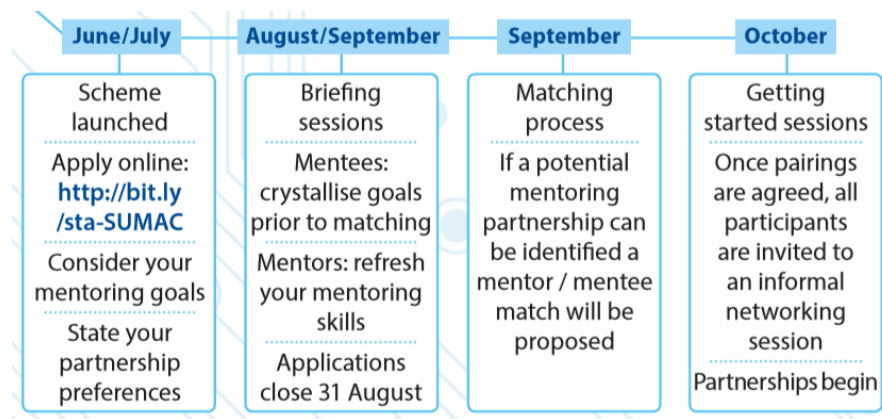 June/July
Scheme
launched
Apply online:
http://bit.ly
/sta-SUMAC
Consider your
mentoring goals
State your
partnership
preferences
August/September
Briefing
sessions
Mentees:
crystallise goals
prior to matching
Mentors: refresh
your mentoring
skills
Applications
close 31 August
September
Matching
process
If a potential
mentoring
partnership can
be identified a
mentor / mentee
match will be
proposed
October
Getting
started sessions
Once pairings
are agreed, all
participants
are invited to
an informal
networking
session
Partnerships begin